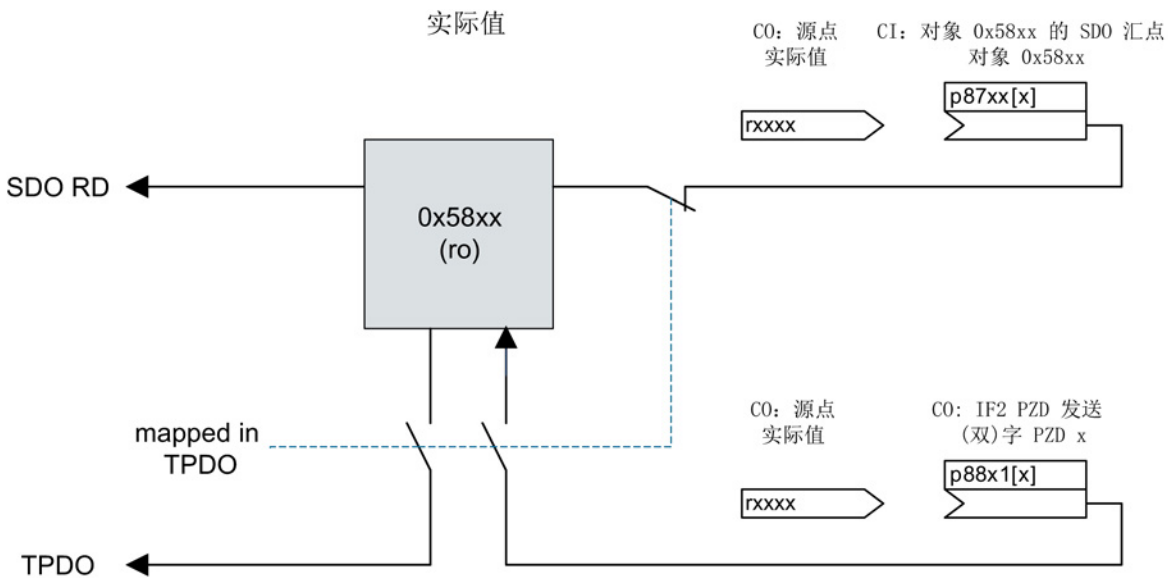 实际值
CO: 源点
实际值
CI: 对象 0x58xx 的 SDO 汇点
对象 0x58xx
p87xx[x]
rxxxx
SDO RD
0x58xx
(ro)
mapped in
TPDO
CO: 源点
实际值
CO: IF2 PZD 发送
(双)字 PZD x
p88x1[x]
rxxxx
TPDO